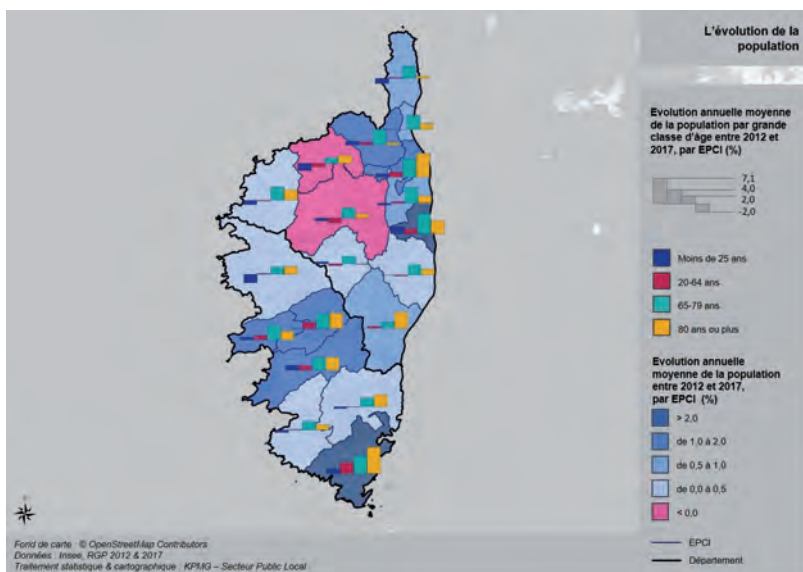 L'évolution de la
population
Evolution annuelle moyenne
de la population par grande
classe d'âge entre 2012 et
2017, par EPCI (%)
7,1
4,0
2,0
-2,0
Moins de 25 ans
20-64 ans
65-79 ans
80 ans ou plus
Evolution annuelle
moyenne de la population
entre 2012 et 2017,
par EPCI (%)
> 2,0
de 1,0 à 2,0
de 0,5 à 1,0
de 0,0 à 0,5
< 0,0
EPCI
Département
Fond de carte : © OpenStreetMap Contributors
Données : Insee, RGP 2012 & 2017
Traitement statistique & cartographique : KPMG – Secteur Public Local